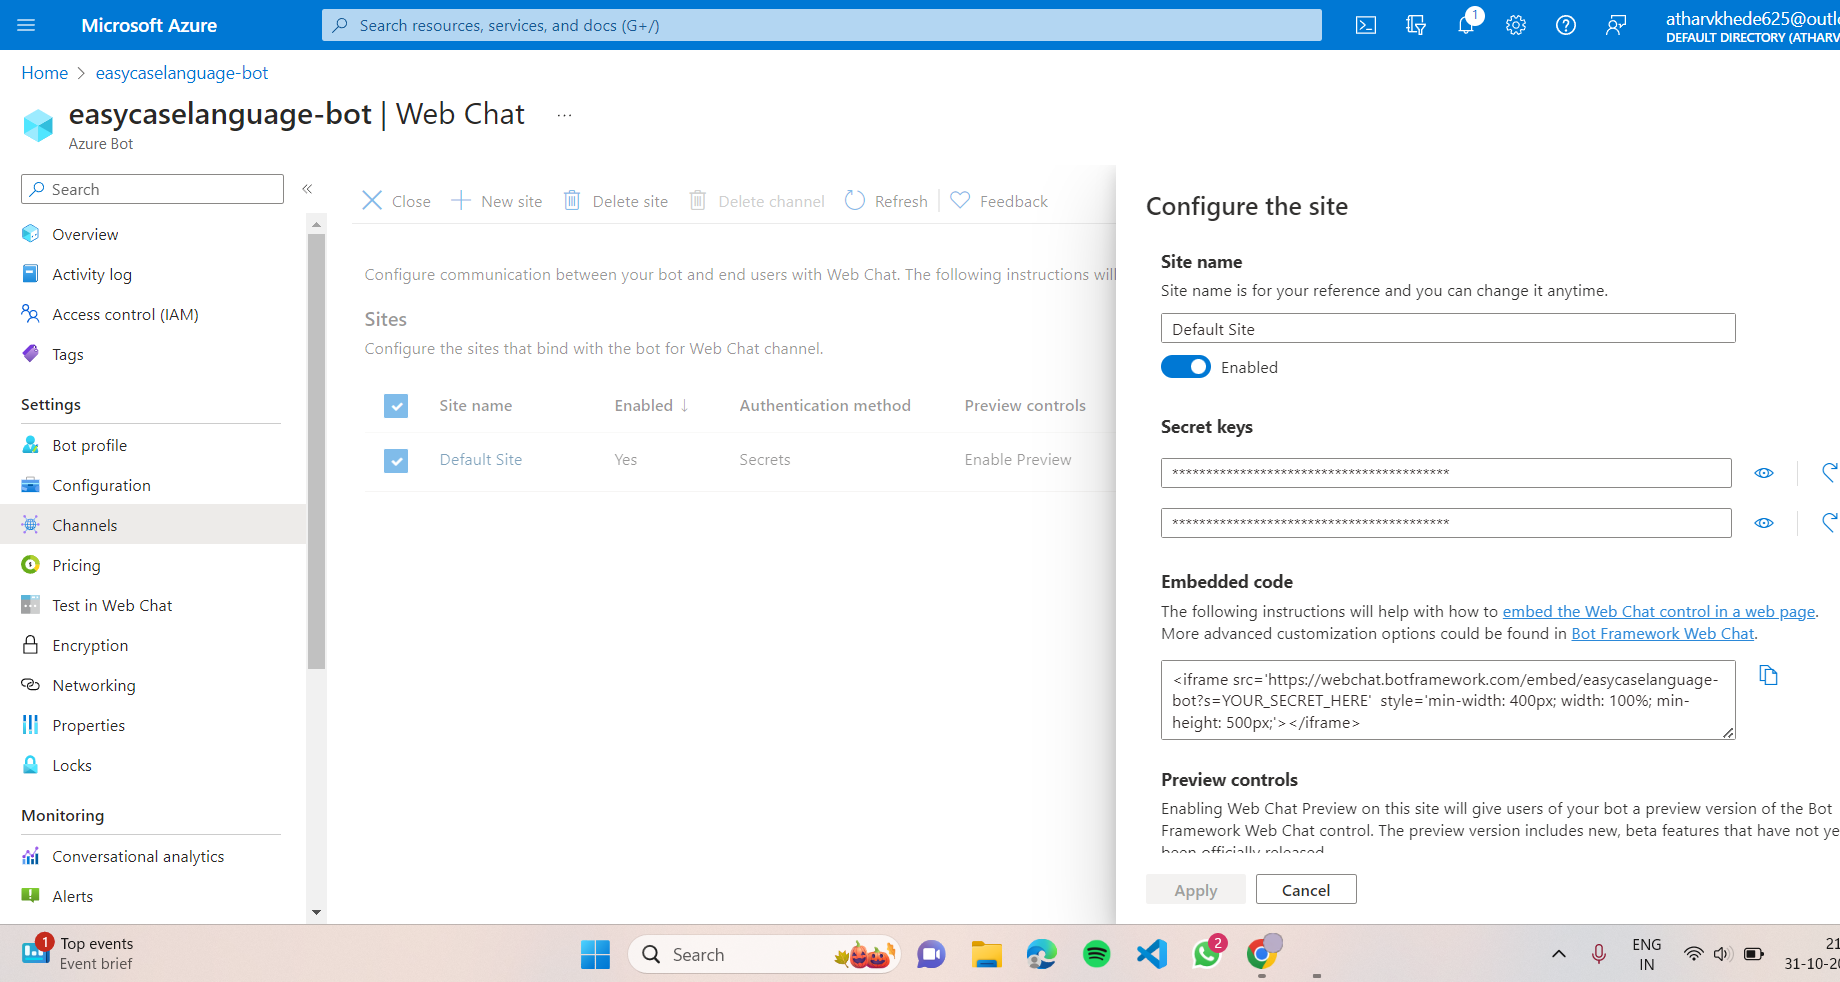 Microsoft Azure
Search resources, services, and docs (G+/)
1
atharvkhede625@outl
DEFAULT DIRECTORY (ATHARV
Home > easycaselanguage-bot
easycaselanguage-bot | Web Chat ...
Azure Bot
Search
«
Overview
Activity log
Access control (IAM)
Tags
Settings
Bot profile
Configuration
Channels
Pricing
Test in Web Chat
Encryption
Networking
Properties
Locks
Monitoring
Conversational analytics
Alerts
Close
New site
Delete site
Delete channel
Refresh
Feedback
Configure communication between your bot and end users with Web Chat. The following instructions will
Sites
Configure the sites that bind with the bot for Web Chat channel.
Site name Enabled ↓ Authentication method Preview controls
Default Site Yes Secrets Enable Preview
Configure the site
Site name
Site name is for your reference and you can change it anytime.
Default Site
Enabled
Secret keys
*****************************************
*****************************************
Embedded code
The following instructions will help with how to embed the Web Chat control in a web page.
More advanced customization options could be found in Bot Framework Web Chat.
<iframe src='https://webchat.botframework.com/embed/easycaselanguage-
bot?s=YOUR_SECRET_HERE'  style='min-width: 400px; width: 100%; min-
height: 500px;'></iframe>
Preview controls
Enabling Web Chat Preview on this site will give users of your bot a preview version of the Bot
Framework Web Chat control. The preview version includes new, beta features that have not ye
been officially released.
Apply
Cancel
1
Top events
Event brief
Search
2
ENG
IN
21
31-10-20